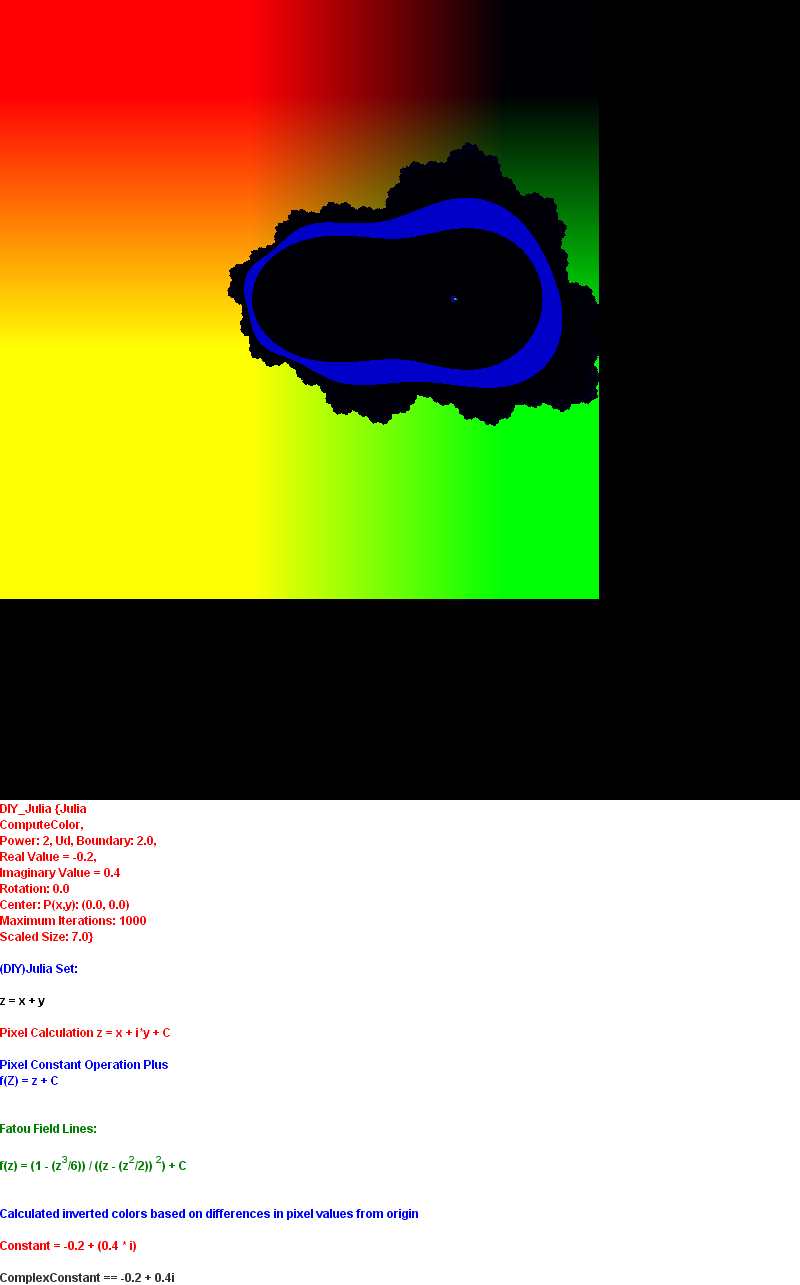 DIY_Julia {Julia
ComputeColor,
Power: 2, Ud, Boundary: 2.0,
Real Value = -0.2,
Imaginary Value = 0.4
Rotation: 0.0
Center: P(x,y): (0.0, 0.0)
Maximum Iterations: 1000
Scaled Size: 7.0}
(DIY)Julia Set:
z = x + y
Pixel Calculation z = x + i*y + C
Pixel Constant Operation Plus
f(Z) = z + C
Fatou Field Lines:
f(z) = (1 - (z^3/6)) / ((z - (z^2/2)) ^2) + C
Calculated inverted colors based on differences in pixel values from origin
Constant = -0.2 + (0.4 * i)
ComplexConstant == -0.2 + 0.4i